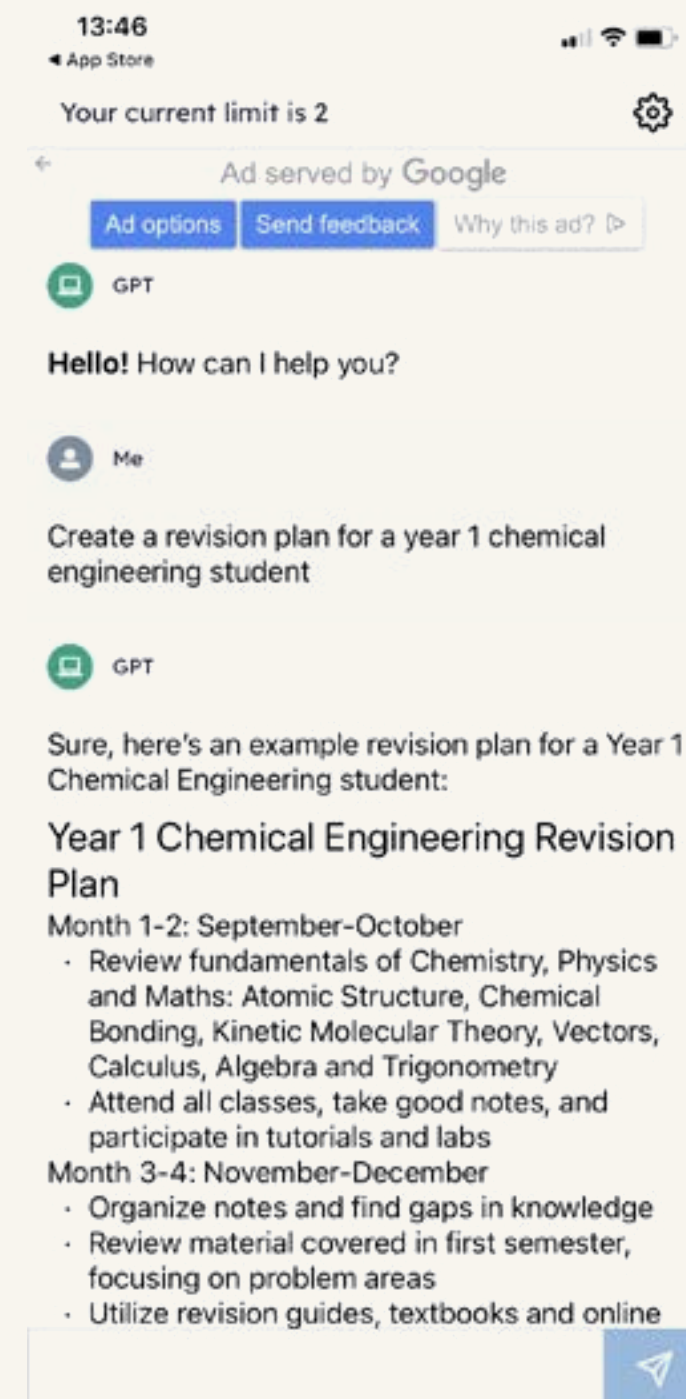 13:46
◀ App Store
Your current limit is 2
Ad served by Google
Ad options
Send feedback
Why this ad?
GPT
Hello! How can I help you?
Me
Create a revision plan for a year 1 chemical
engineering student
GPT
Sure, here's an example revision plan for a Year 1
Chemical Engineering student:
Year 1 Chemical Engineering Revision
Plan
Month 1-2: September-October
· Review fundamentals of Chemistry, Physics
and Maths: Atomic Structure, Chemical
Bonding, Kinetic Molecular Theory, Vectors,
Calculus, Algebra and Trigonometry
· Attend all classes, take good notes, and
participate in tutorials and labs
Month 3-4: November-December
· Organize notes and find gaps in knowledge
· Review material covered in first semester,
focusing on problem areas
· Utilize revision guides, textbooks and online